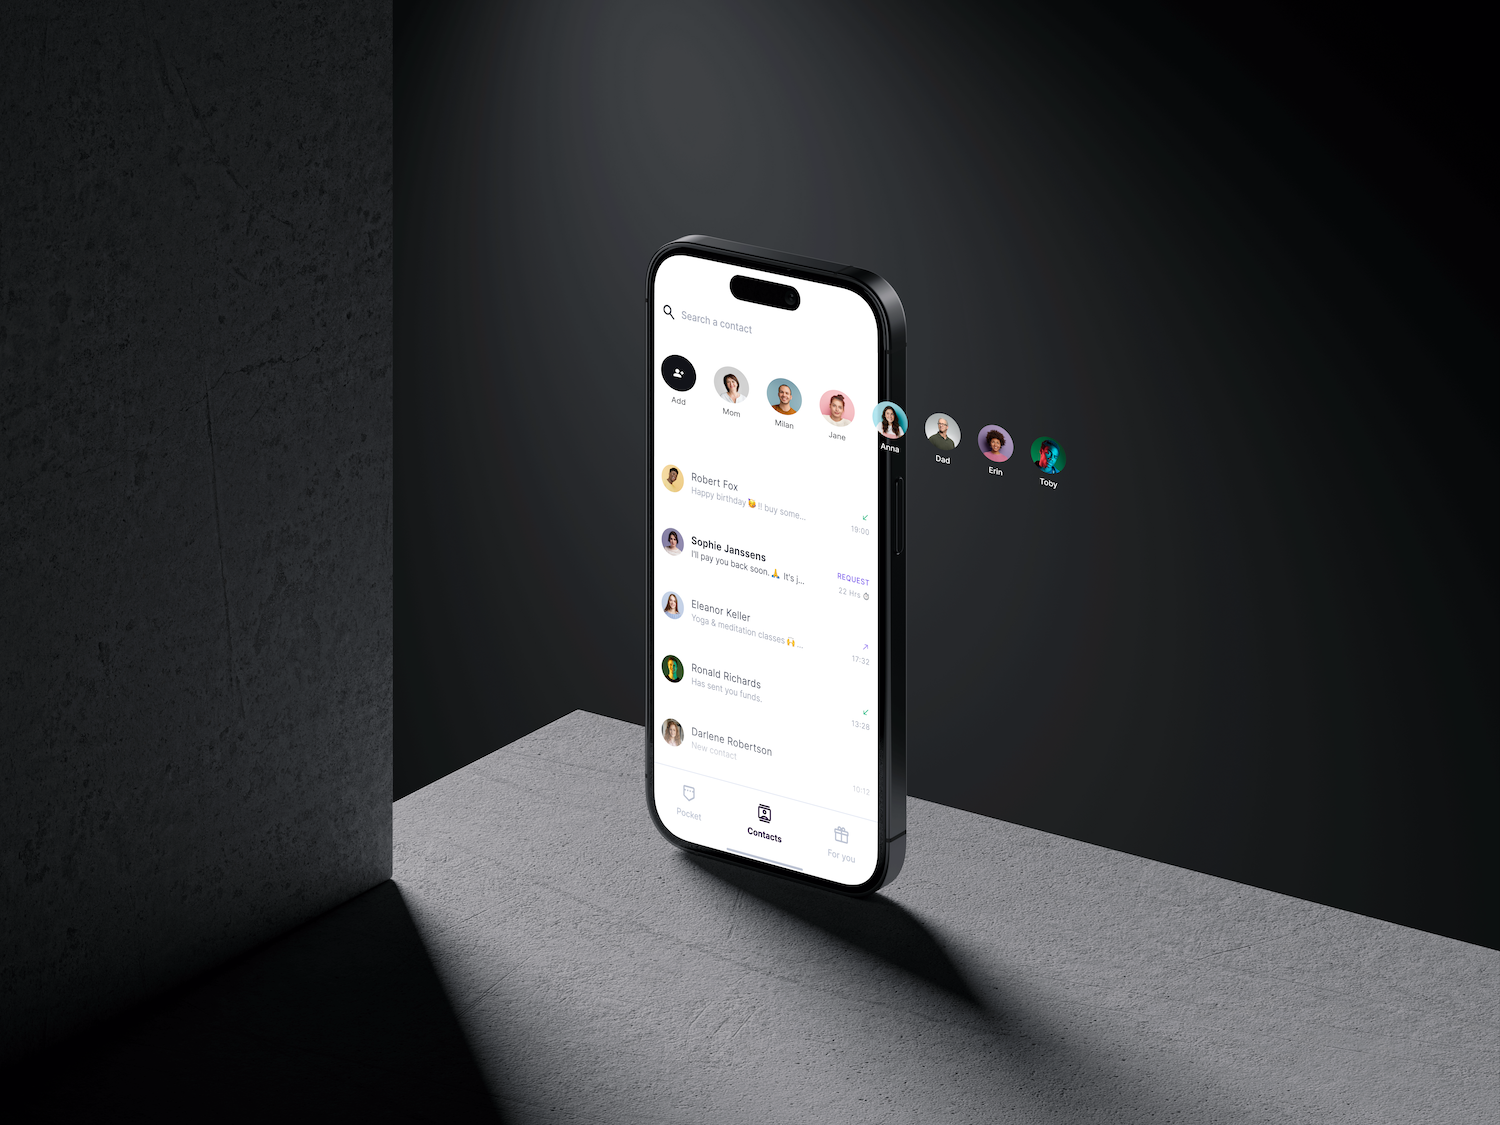 Search a contact
Add
Mom
Milan
Jane
Anna
Dad
Erin
Toby
Robert Fox
Happy birthday🥳!! buy some...
19:00
Sophie Janssens
I'll pay you back soon. 🙏 It's j...
REQUEST
22 Hrs ⏱
Eleanor Keller
Yoga & meditation classes 🙌 ...
17:32
Ronald Richards
Has sent you funds.
13:28
Darlene Robertson
New contact
10:13
Pocket
Contacts
For you